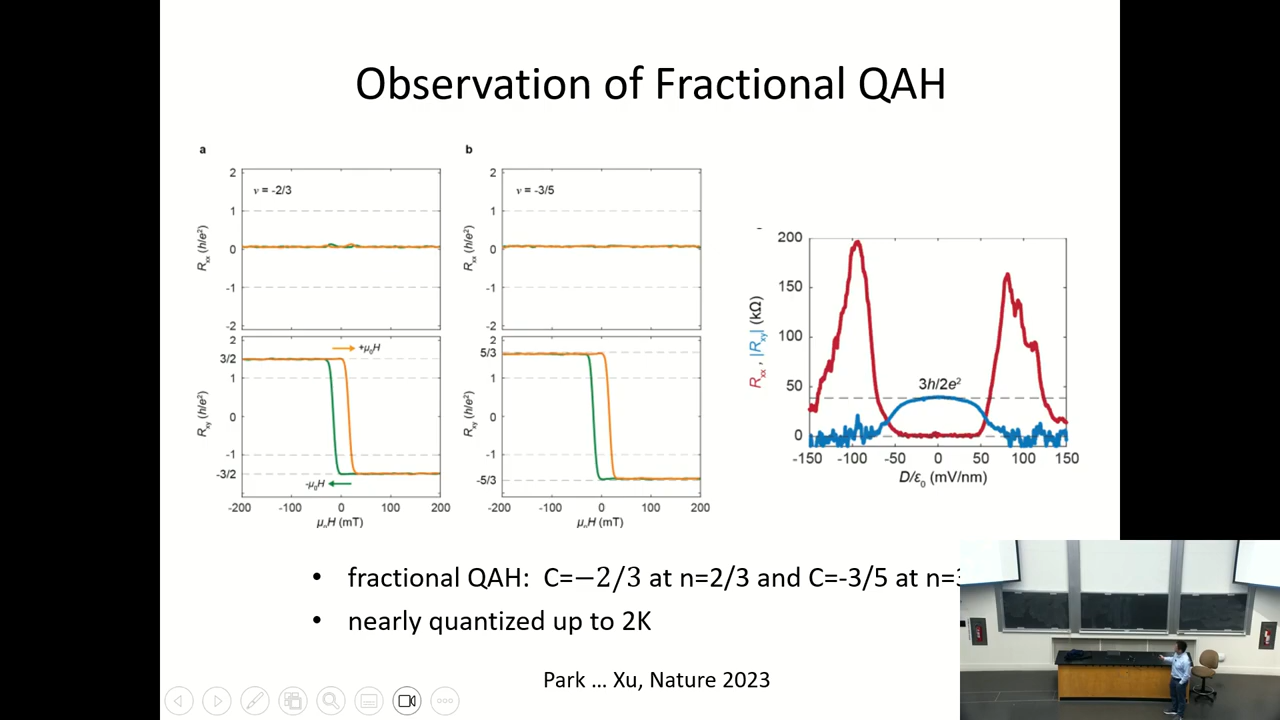 Observation of Fractional QAH
a
b
2
1
0
-1
-2
Rxx (h/e²)
ν = -2/3
2
1
0
-1
-2
Rxx (h/e²)
ν = -3/5
2
3/2
1
0
-1
-3/2
Rxy (h/e²)
+μ₀H
-μ₀H
-200 -100 0 100 200
μ₀H (mT)
2
5/3
1
0
-1
-5/3
Rxy (h/e²)
-200 -100 0 100 200
μ₀H (mT)
200
150
100
50
0
Rxx , |Rxy| (kΩ)
3h/2e²
-150 -100 -50 0 50 100 150
D/ε₀ (mV/nm)
• fractional QAH: C=−2/3 at n=2/3 and C=-3/5 at n=
• nearly quantized up to 2K
Park ... Xu, Nature 2023